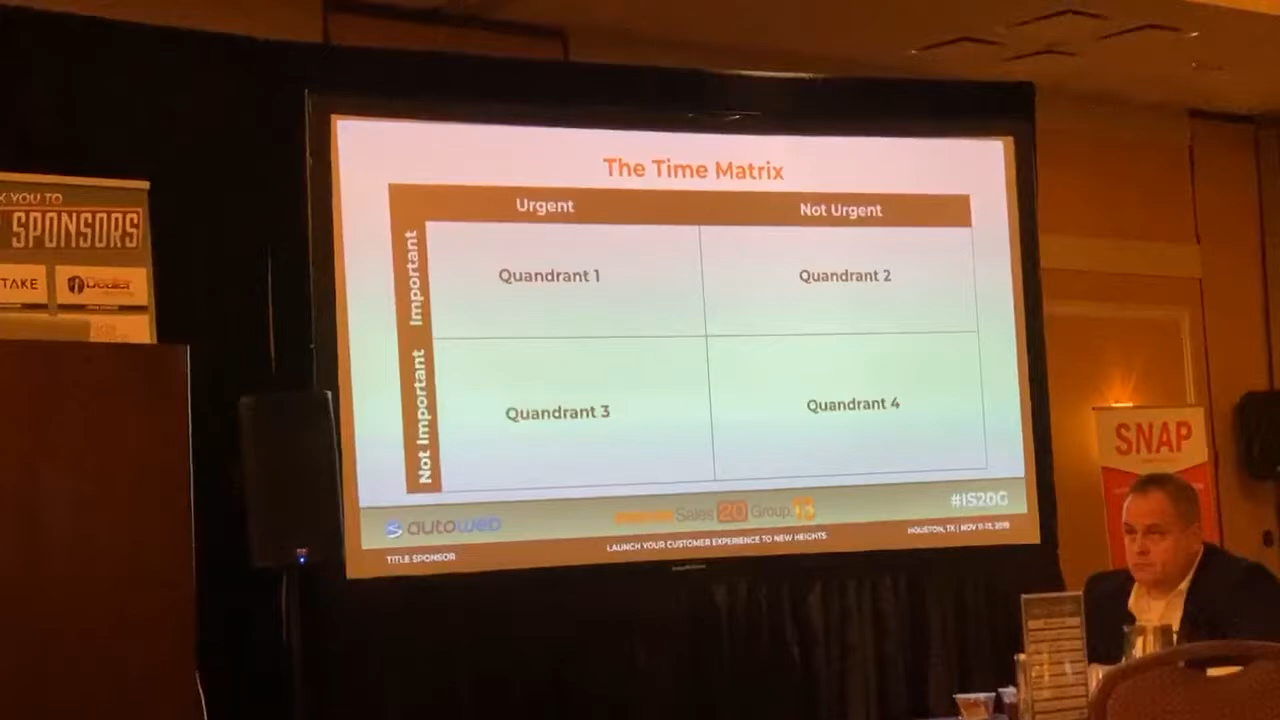 K YOU TO
SPONSORS
TAKE
Dealer
The Time Matrix
Urgent
Not Urgent
Important
Quandrant 1
Quandrant 2
Not Important
Quandrant 3
Quandrant 4
autoweb
Sales 20 Group
#IS20G
TITLE SPONSOR
LAUNCH YOUR CUSTOMER EXPERIENCE TO NEW HEIGHTS
HOUSTON, TX | NOV 11-13, 2019
SNAP